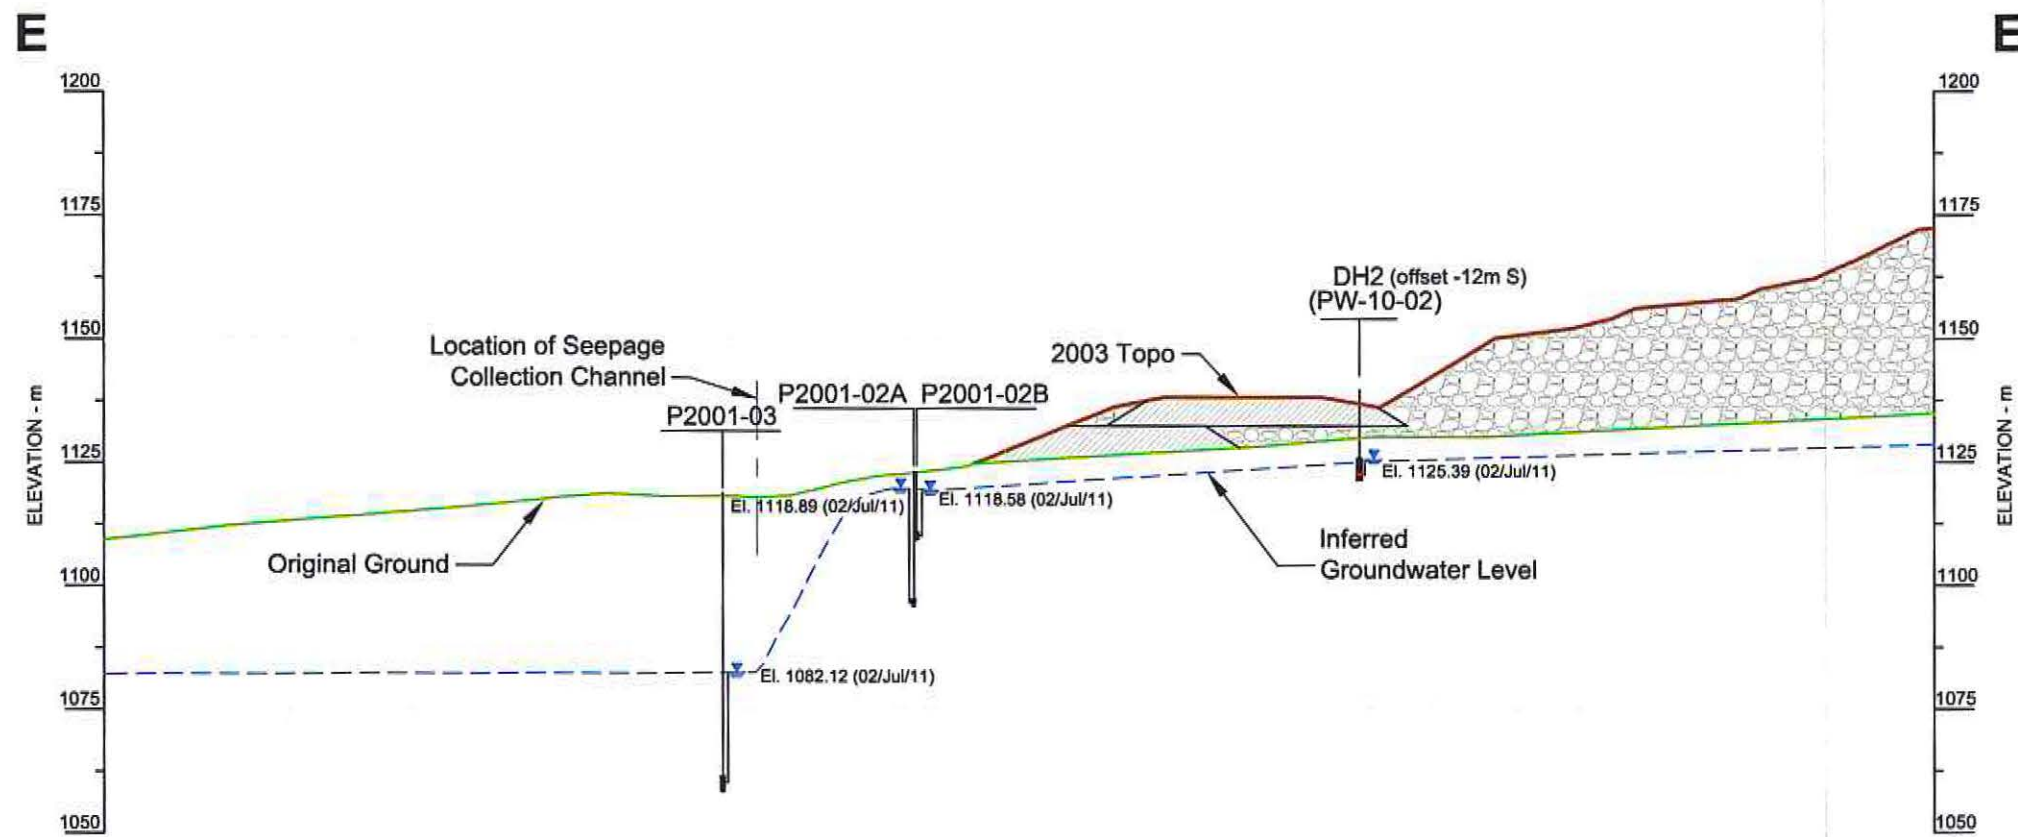 E
E
1200
1200
1175
1175
DH2 (offset -12m S)
(PW-10-02)
1150
1150
Location of Seepage
Collection Channel
2003 Topo
P2001-02A
P2001-02B
P2001-03
ELEVATION - m
ELEVATION - m
1125
1125
El. 1125.39 (02/Jul/11)
El. 1118.89 (02/Jul/11)
El. 1118.58 (02/Jul/11)
Original Ground
Inferred
Groundwater Level
1100
1100
El. 1082.12 (02/Jul/11)
1075
1075
1050
1050